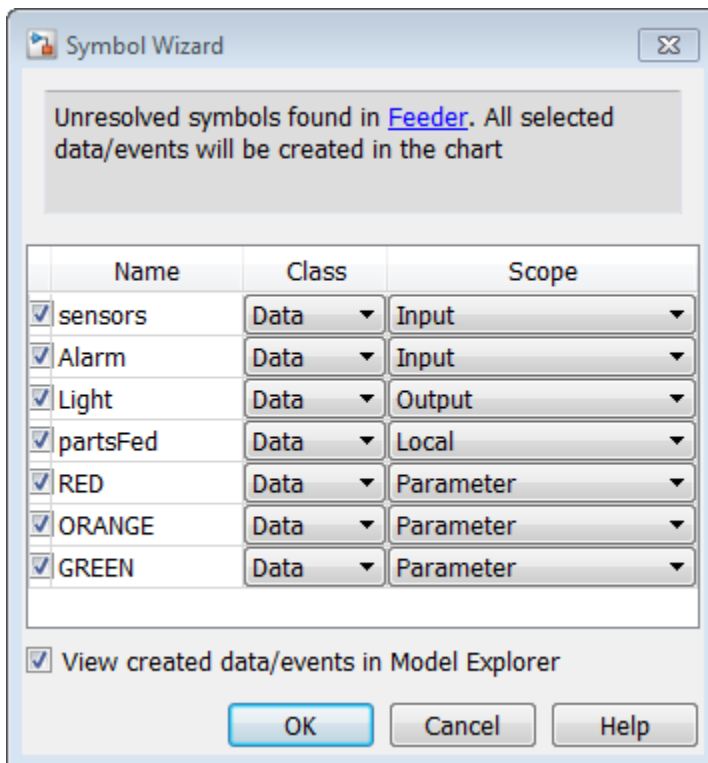 Symbol Wizard
Unresolved symbols found in Feeder. All selected
data/events will be created in the chart
Name Class Scope
sensors Data Input
Alarm Data Input
Light Data Output
partsFed Data Local
RED Data Parameter
ORANGE Data Parameter
GREEN Data Parameter
View created data/events in Model Explorer
OK Cancel Help